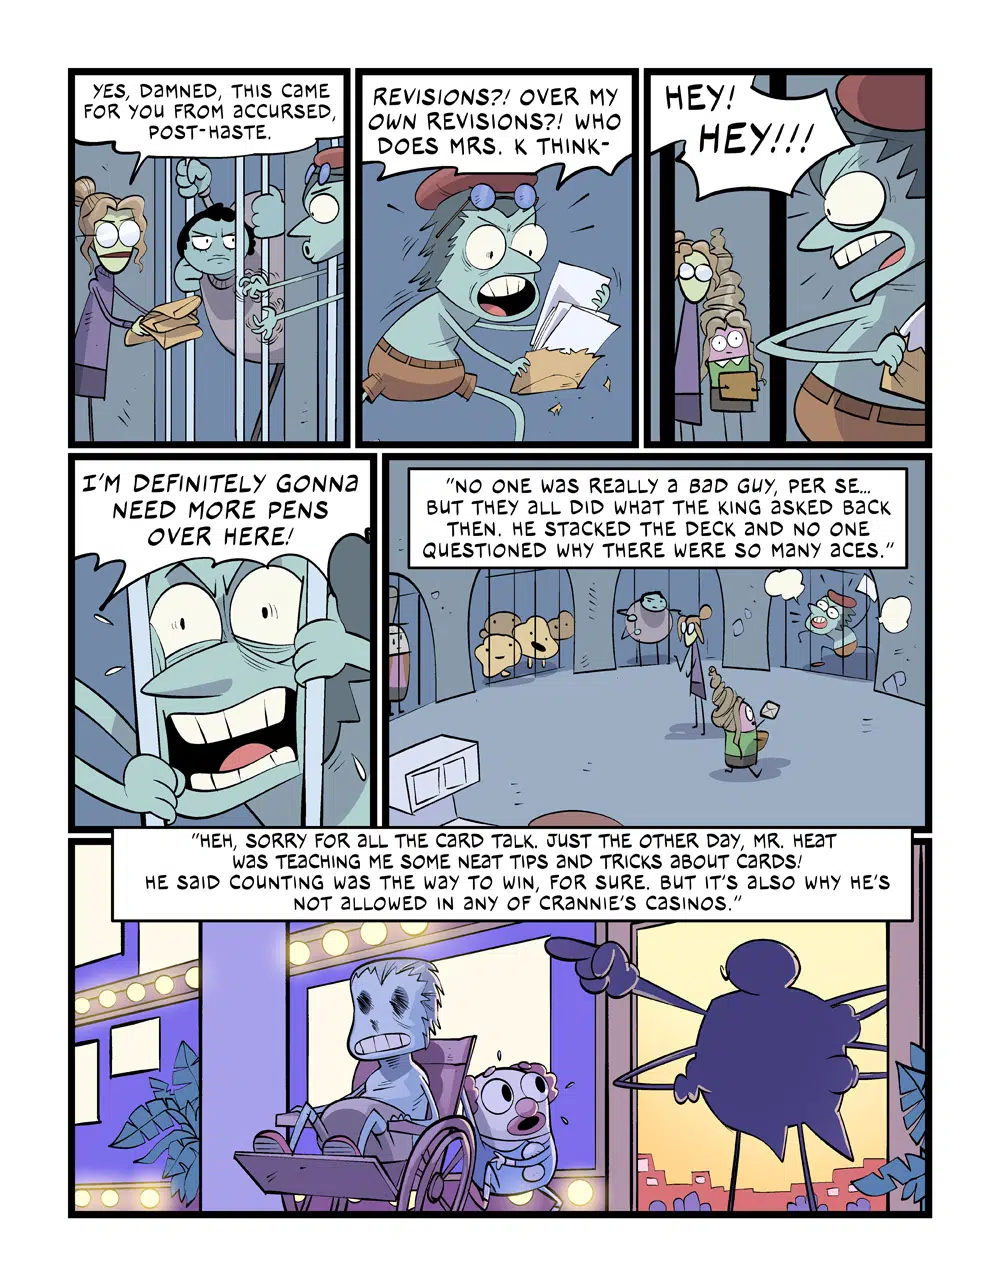 YES, DAMNED, THIS CAME
FOR YOU FROM ACCURSED,
POST-HASTE.
REVISIONS?! OVER MY
OWN REVISIONS?! WHO
DOES MRS. K THINK-
HEY!
HEY!!!
I'M DEFINITELY GONNA
NEED MORE PENS
OVER HERE!
"NO ONE WAS REALLY A BAD GUY, PER SE...
BUT THEY ALL DID WHAT THE KING ASKED BACK
THEN. HE STACKED THE DECK AND NO ONE
QUESTIONED WHY THERE WERE SO MANY ACES."
"HEH, SORRY FOR ALL THE CARD TALK. JUST THE OTHER DAY, MR. HEAT
WAS TEACHING ME SOME NEAT TIPS AND TRICKS ABOUT CARDS!
HE SAID COUNTING WAS THE WAY TO WIN, FOR SURE. BUT IT'S ALSO WHY HE'S
NOT ALLOWED IN ANY OF CRANNIE'S CASINOS."